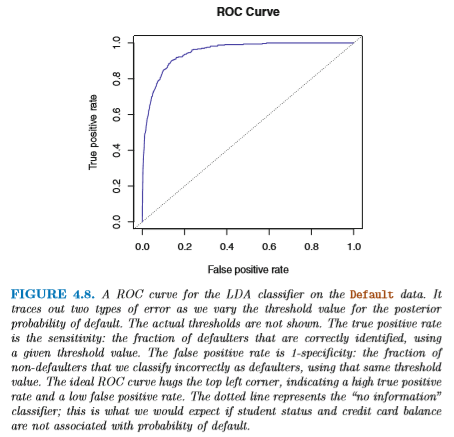 ROC Curve
1.0
0.8
0.6
0.4
0.2
0.0
True positive rate
0.0 0.2 0.4 0.6 0.8 1.0
False positive rate
FIGURE 4.8. A ROC curve for the LDA classifier on the Default data. It
traces out two types of error as we vary the threshold value for the posterior
probability of default. The actual thresholds are not shown. The true positive rate
is the sensitivity: the fraction of defaulters that are correctly identified, using
a given threshold value. The false positive rate is 1-specificity: the fraction of
non-defaulters that we classify incorrectly as defaulters, using that same threshold
value. The ideal ROC curve hugs the top left corner, indicating a high true positive
rate and a low false positive rate. The dotted line represents the “no information”
classifier; this is what we would expect if student status and credit card balance
are not associated with probability of default.